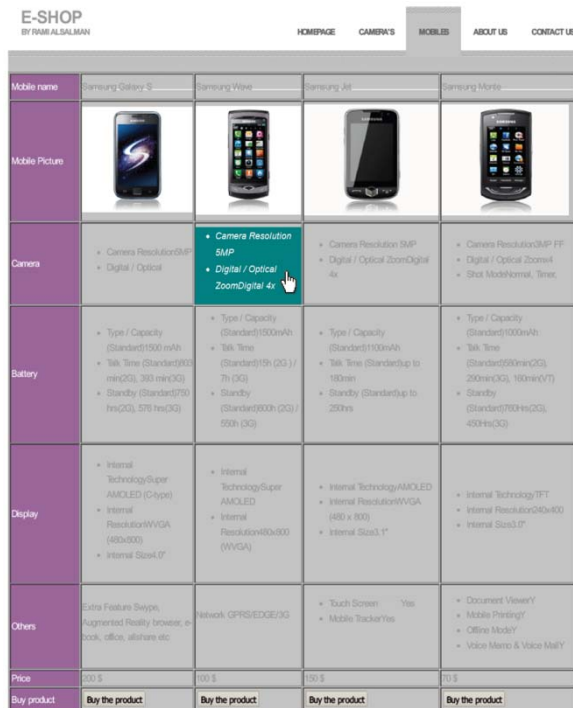 E-SHOP
BY RAMI ALSALMAN
HOMEPAGE CAMERA'S MOBILES ABOUT US CONTACT US
Mobile name Samsung Galaxy S Samsung Wave Samsung Jet Samsung Monte
Mobile Picture
Camera
Camera Resolution5MP
Digital / Optical
Camera Resolution
5MP
Digital / Optical
ZoomDigital 4x
Camera Resolution 5MP
Digital / Optical ZoomDigital
4x
Camera Resolution3MP FF
Digital / Optical Zoomx4
Shot ModeNormal, Timer,
Battery
Type / Capacity
(Standard)1500 mAh
Talk Time (Standard)803
min(2G), 393 min(3G)
Standby (Standard)750
hrs(2G), 576 hrs(3G)
Type / Capacity
(Standard)1500mAh
Talk Time
(Standard)15h (2G ) /
7h (3G)
Standby
(Standard)600h (2G) /
550h (3G)
Type / Capacity
(Standard)1100mAh
Talk Time (Standard)up to
180min
Standby (Standard)up to
250hrs
Type / Capacity
(Standard)1000mAh
Talk Time
(Standard)580min(2G),
290min(3G), 160min(VT)
Standby
(Standard)760Hrs(2G),
450Hrs(3G)
Display
Internal
TechnologySuper
AMOLED (C-type)
Internal
ResolutionWVGA
(480x800)
Internal Size4.0"
Internal
TechnologySuper
AMOLED
Internal
Resolution480x800
(WVGA)
Internal TechnologyAMOLED
Internal ResolutionWVGA
(480 x 800)
Internal Size3.1"
Internal TechnologyTFT
Internal Resolution240x400
Internal Size3.0"
Others
Extra Feature Swype,
Augmented Reality browser, e-
book, office, allshare etc
Network GPRS/EDGE/3G
Touch Screen Yes
Mobile TrackerYes
Document ViewerY
Mobile PrintingY
Offline ModeY
Voice Memo & Voice MailY
Price 200 $ 100 $ 150 $ 70 $
Buy product Buy the product Buy the product Buy the product Buy the product